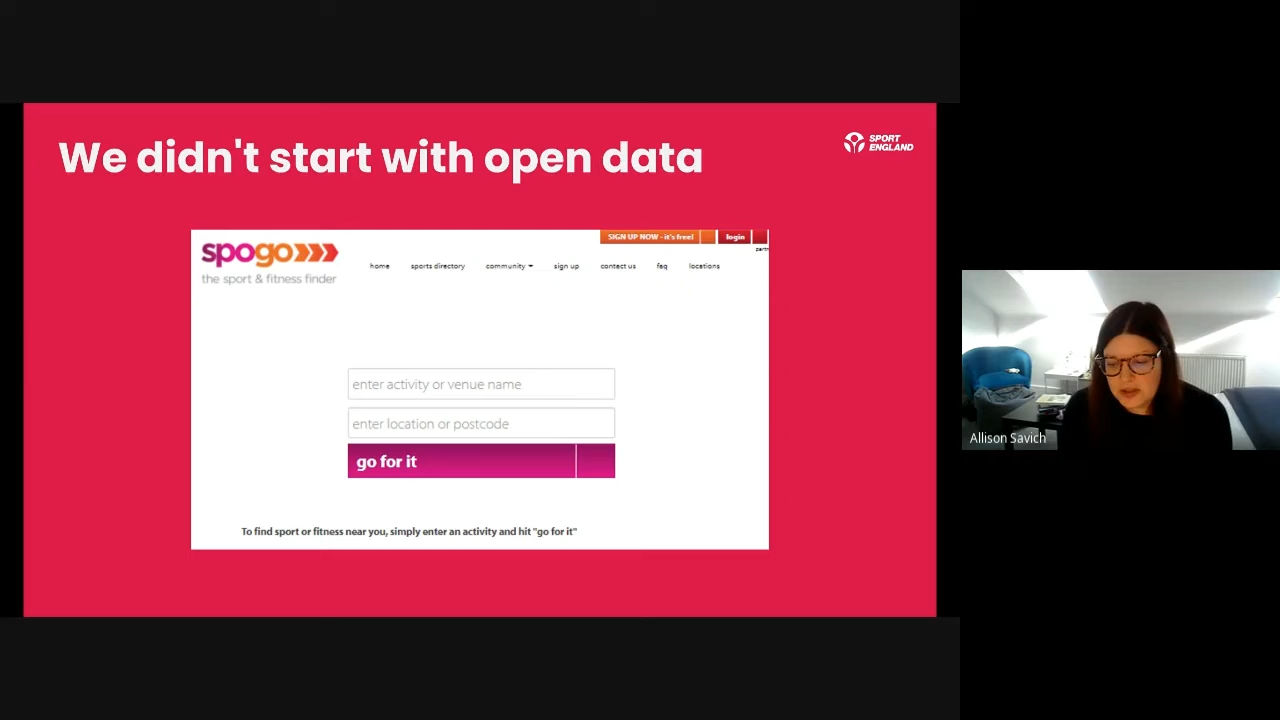 We didn't start with open data
SPORT
ENGLAND
spogo
the sport & fitness finder
SIGN UP NOW - it's free!
login
partn
home
sports directory
community
sign up
contact us
faq
locations
enter activity or venue name
enter location or postcode
go for it
To find sport or fitness near you, simply enter an activity and hit "go for it"
Allison Savich